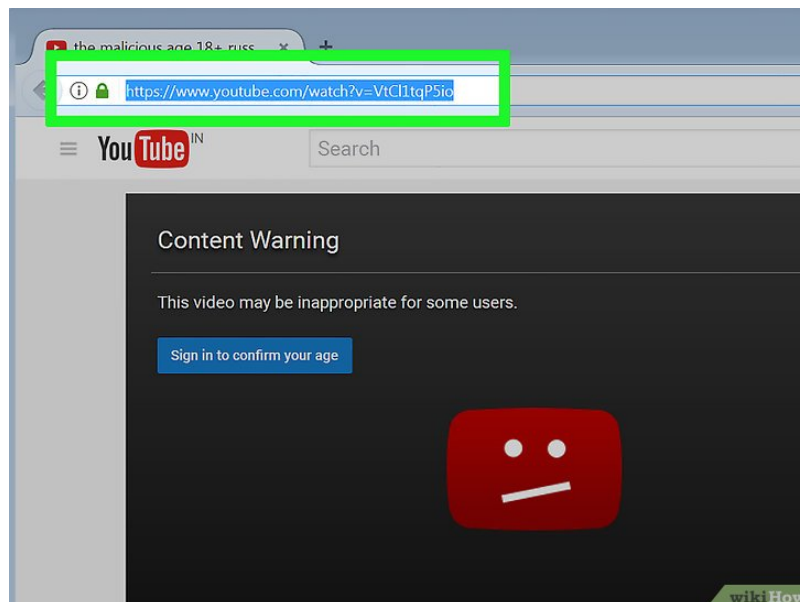 the malicious age 18+ russ
https://www.youtube.com/watch?v=VtCl1tqP5io
YouTube IN
Search
Content Warning
This video may be inappropriate for some users.
Sign in to confirm your age
wikiHow